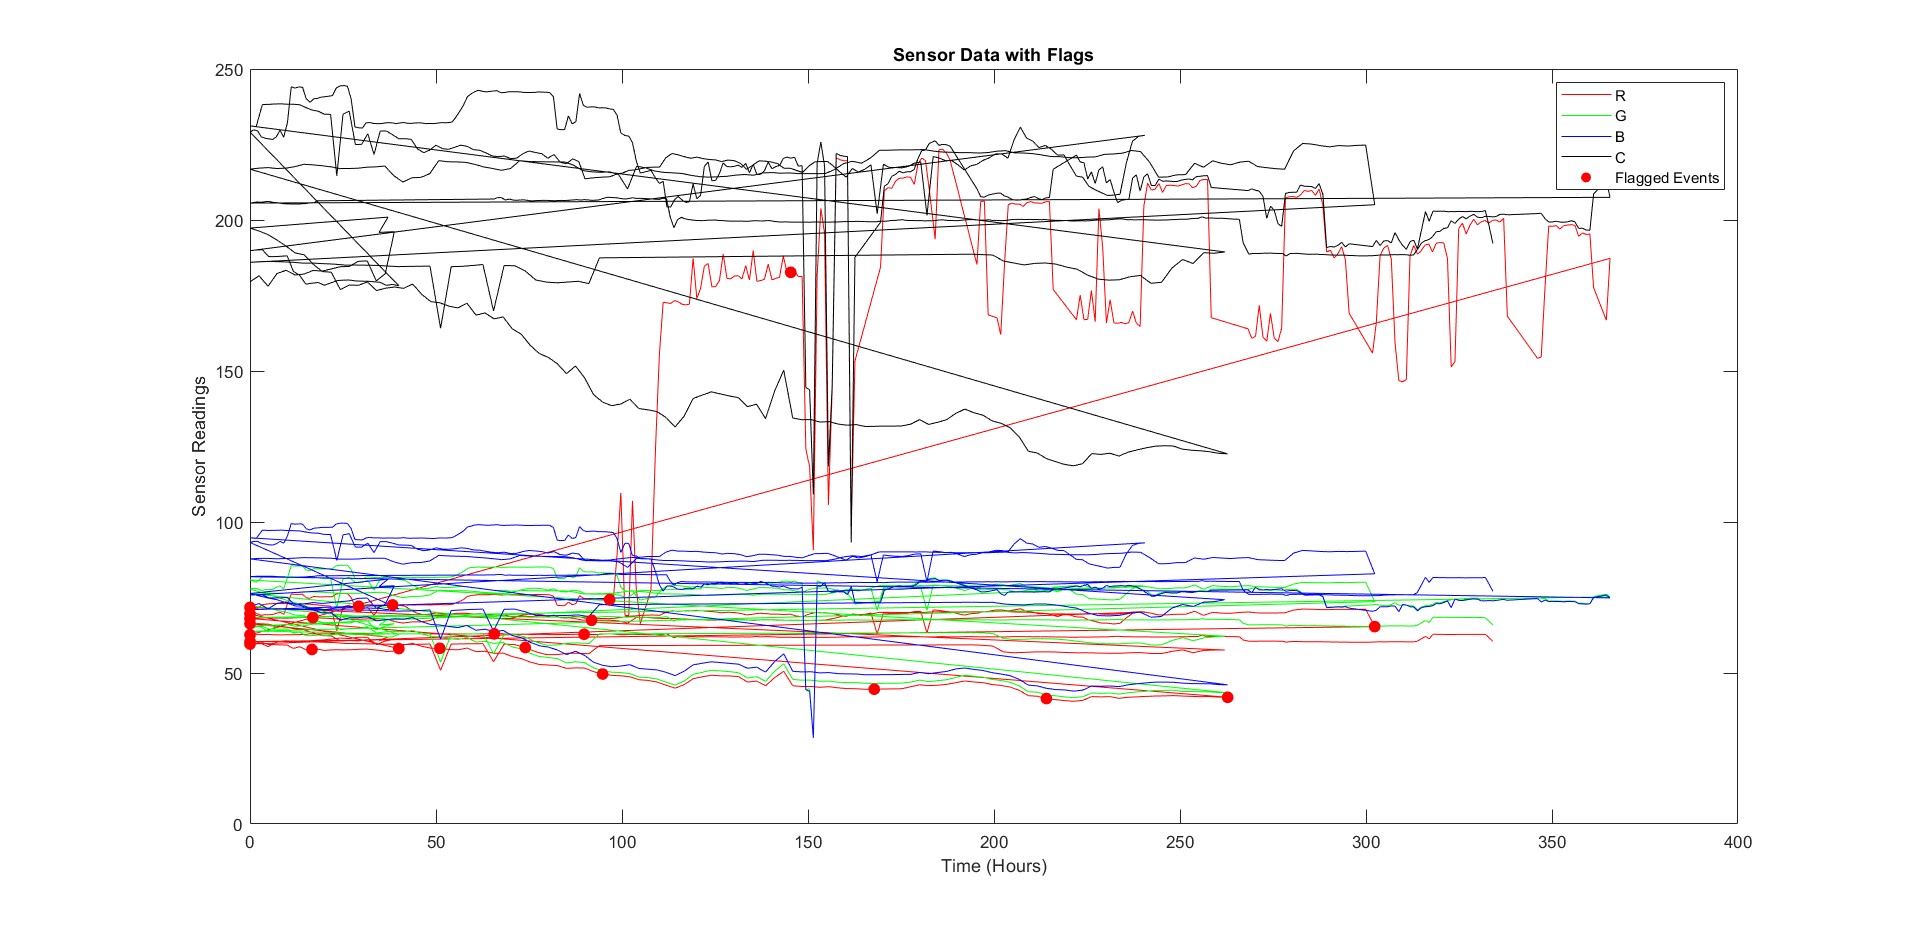 Sensor Data with Flags
250
200
150
100
50
0
Sensor Readings
0 50 100 150 200 250 300 350 400
Time (Hours)
R
G
B
C
Flagged Events